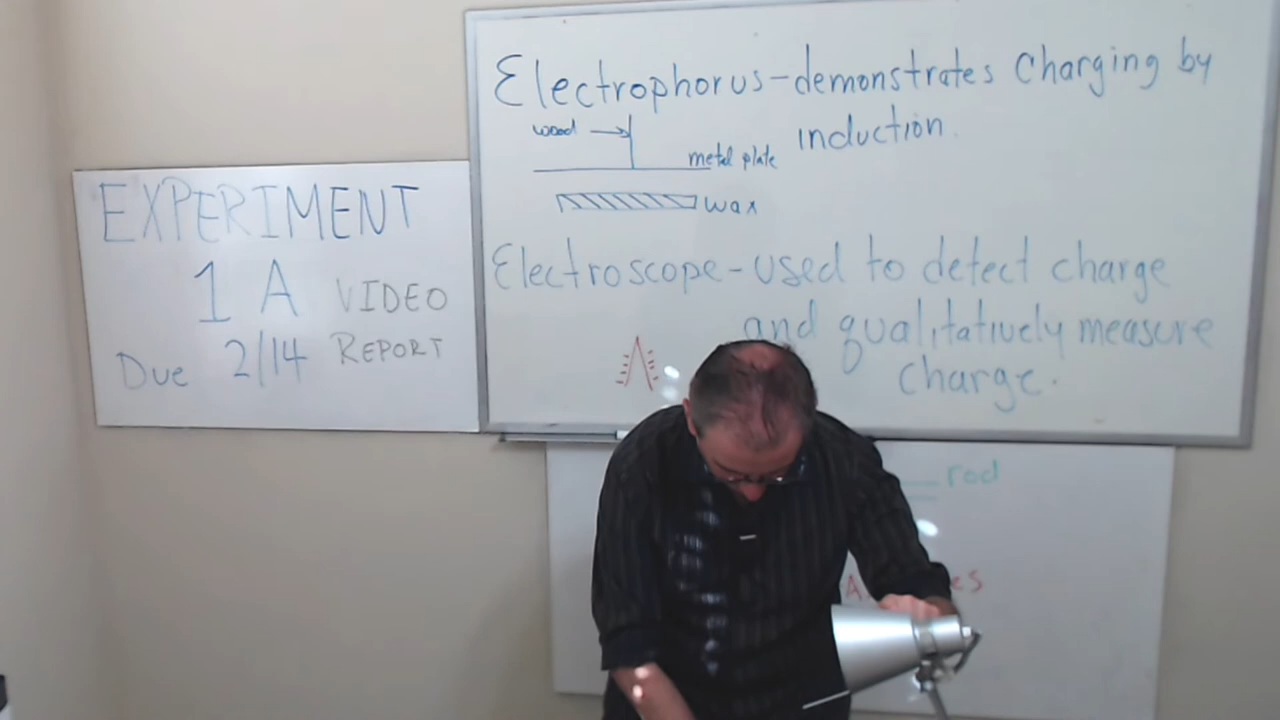 EXPERIMENT
1 A VIDEO
REPORT
Due 2/14
Electrophorus-demonstrates Charging by
induction.
wood
metal plate
wax
Electroscope-used to detect charge
and qualitatively measure
charge.
rod